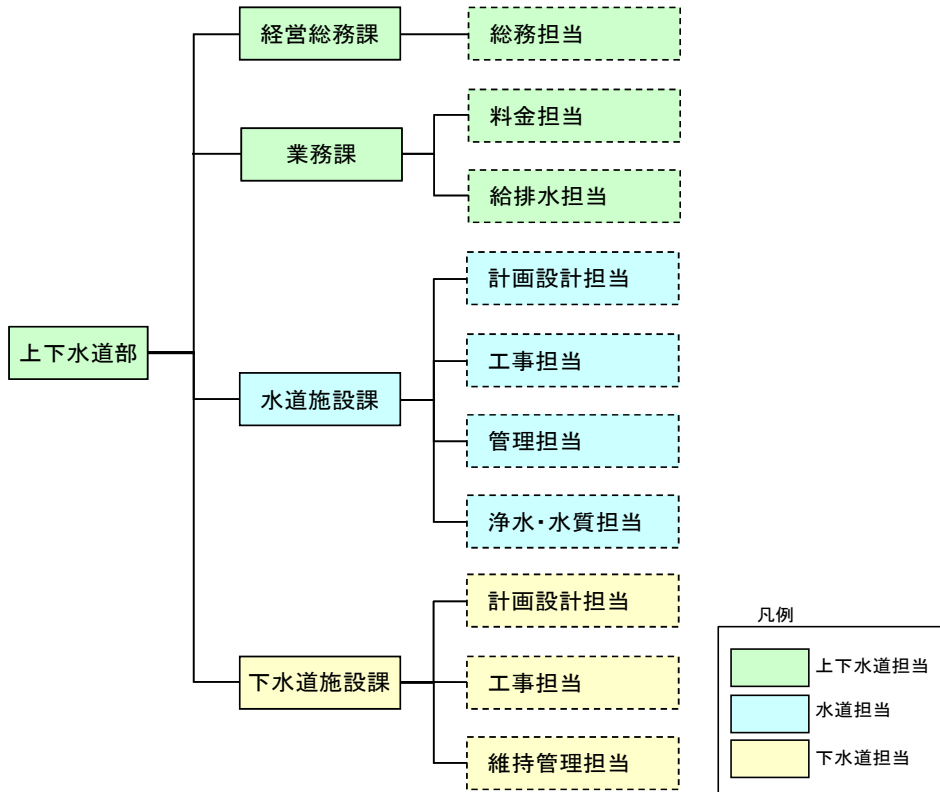 経営総務課
総務担当
業務課
料金担当
給排水担当
上下水道部
水道施設課
計画設計担当
工事担当
管理担当
浄水・水質担当
下水道施設課
計画設計担当
工事担当
維持管理担当
凡例
上下水道担当
水道担当
下水道担当